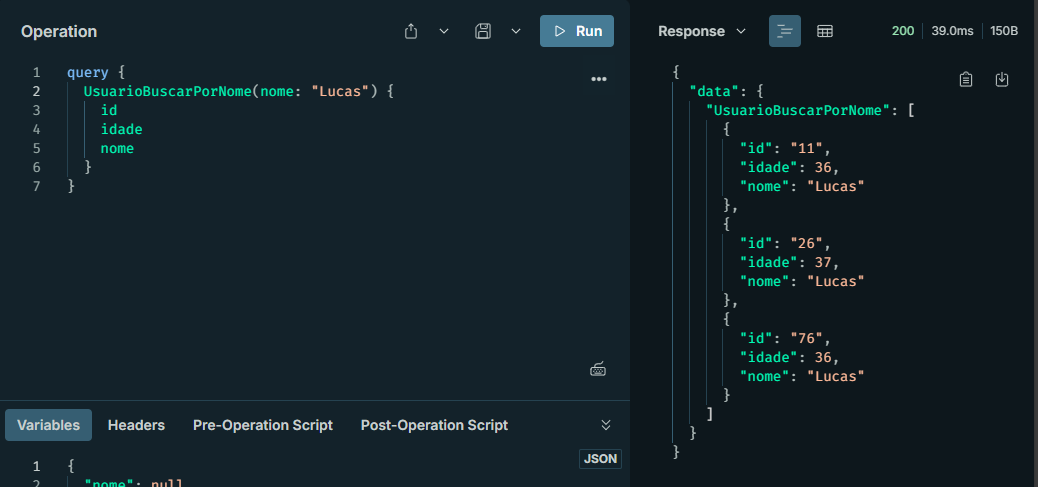 Operation
Run
1 query {
2 UsuarioBuscarPorNome(nome: "Lucas") {
3 id
4 idade
5 nome
6 }
7 }
Variables Headers Pre-Operation Script Post-Operation Script
JSON
1 {
2 "nome": null
Response 200 39.0ms 150B
{
"data": {
"UsuarioBuscarPorNome": [
{
"id": "11",
"idade": 36,
"nome": "Lucas"
},
{
"id": "26",
"idade": 37,
"nome": "Lucas"
},
{
"id": "76",
"idade": 36,
"nome": "Lucas"
}
]
}
}